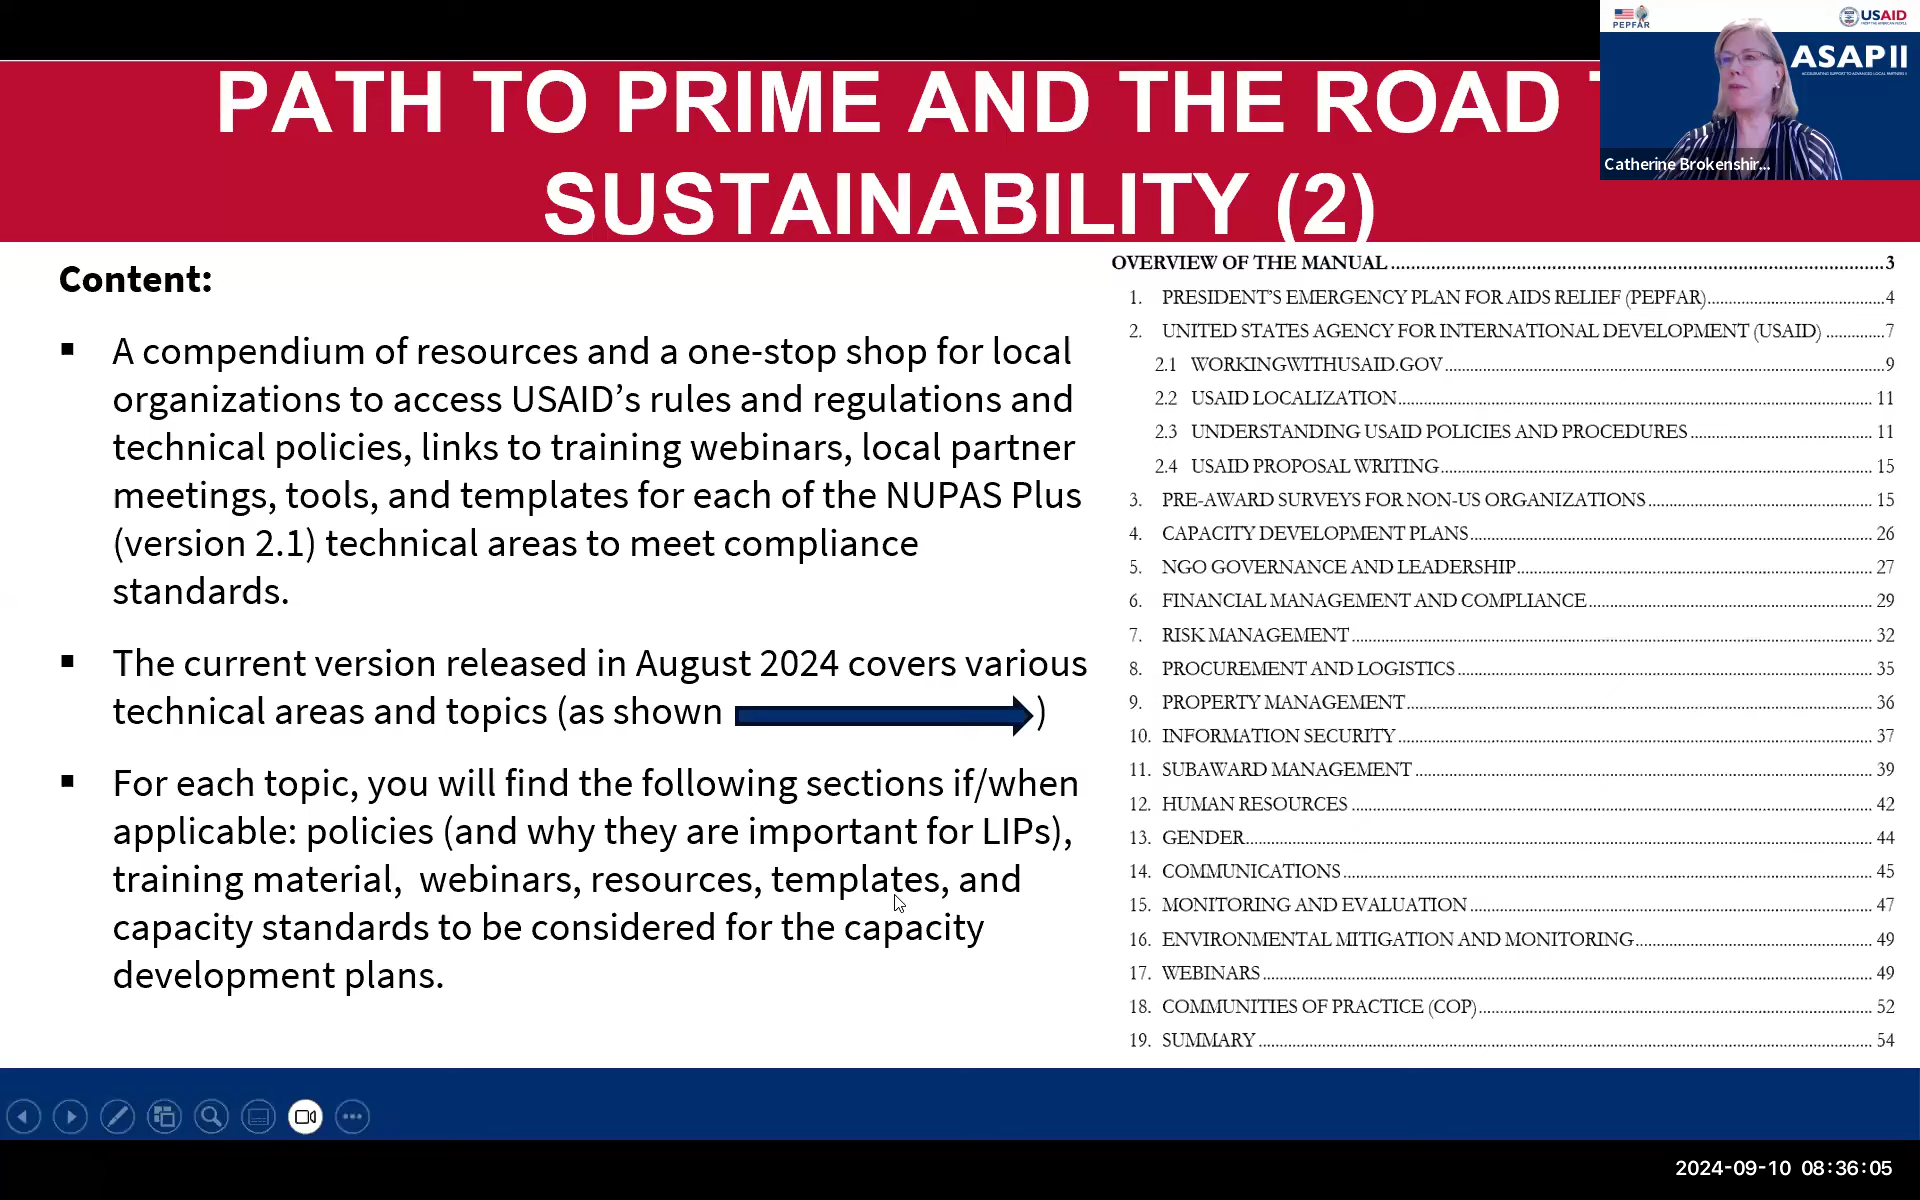 PEPFAR
USAID
ASAP II
Catherine Brokenshir...
PATH TO PRIME AND THE ROAD
SUSTAINABILITY (2)
Content:
▪ A compendium of resources and a one-stop shop for local
organizations to access USAID’s rules and regulations and
technical policies, links to training webinars, local partner
meetings, tools, and templates for each of the NUPAS Plus
(version 2.1) technical areas to meet compliance
standards.
▪ The current version released in August 2024 covers various
technical areas and topics (as shown )
▪ For each topic, you will find the following sections if/when
applicable: policies (and why they are important for LIPs),
training material, webinars, resources, templates, and
capacity standards to be considered for the capacity
development plans.
OVERVIEW OF THE MANUAL 3
1. PRESIDENT’S EMERGENCY PLAN FOR AIDS RELIEF (PEPFAR) 4
2. UNITED STATES AGENCY FOR INTERNATIONAL DEVELOPMENT (USAID) 7
2.1 WORKINGWITHUSAID.GOV 9
2.2 USAID LOCALIZATION 11
2.3 UNDERSTANDING USAID POLICIES AND PROCEDURES 11
2.4 USAID PROPOSAL WRITING 15
3. PRE-AWARD SURVEYS FOR NON-US ORGANIZATIONS 15
4. CAPACITY DEVELOPMENT PLANS 26
5. NGO GOVERNANCE AND LEADERSHIP 27
6. FINANCIAL MANAGEMENT AND COMPLIANCE 29
7. RISK MANAGEMENT 32
8. PROCUREMENT AND LOGISTICS 35
9. PROPERTY MANAGEMENT 36
10. INFORMATION SECURITY 37
11. SUBAWARD MANAGEMENT 39
12. HUMAN RESOURCES 42
13. GENDER 44
14. COMMUNICATIONS 45
15. MONITORING AND EVALUATION 47
16. ENVIRONMENTAL MITIGATION AND MONITORING 49
17. WEBINARS 49
18. COMMUNITIES OF PRACTICE (COP) 52
19. SUMMARY 54
2024-09-10 08:36:05